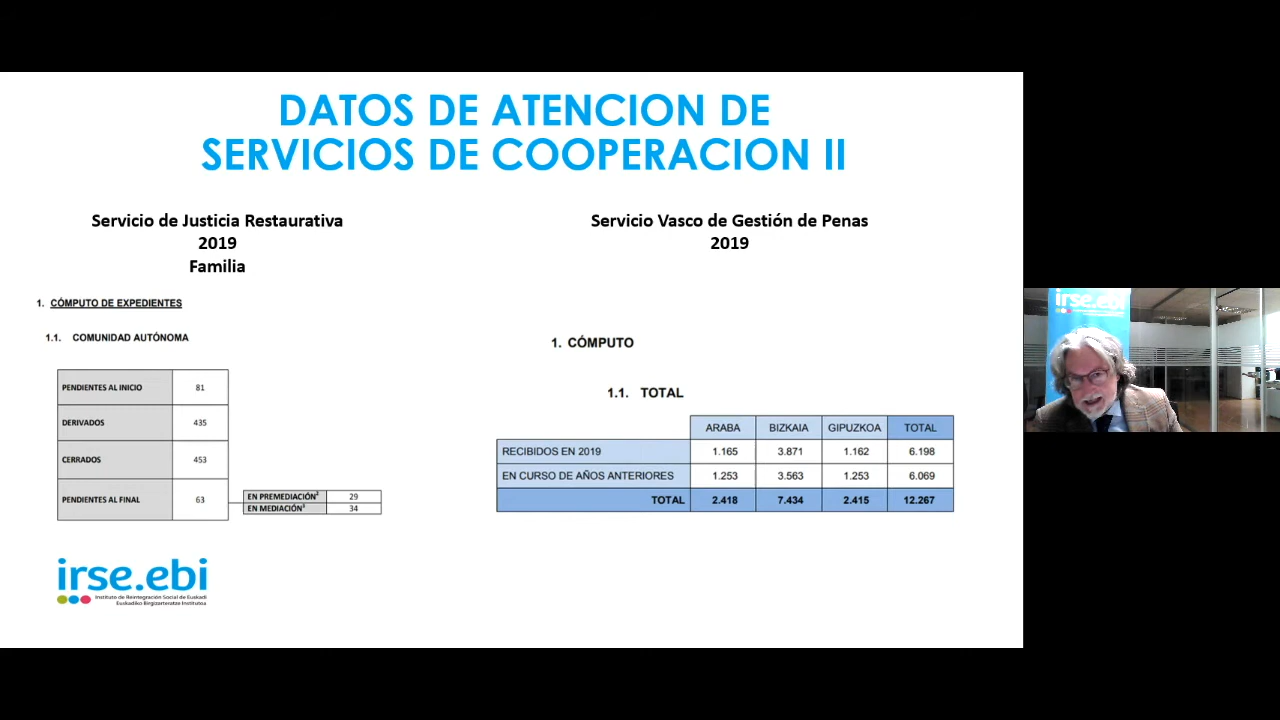 DATOS DE ATENCION DE
SERVICIOS DE COOPERACION II
Servicio de Justicia Restaurativa
2019
Familia
1. CÓMPUTO DE EXPEDIENTES
1.1. COMUNIDAD AUTÓNOMA
PENDIENTES AL INICIO 81
DERIVADOS 435
CERRADOS 453
PENDIENTES AL FINAL 63
EN PREMEDIACIÓN² 29
EN MEDIACIÓN³ 34
Servicio Vasco de Gestión de Penas
2019
1. CÓMPUTO
1.1. TOTAL
ARABA BIZKAIA GIPUZKOA TOTAL
RECIBIDOS EN 2019 1.165 3.871 1.162 6.198
EN CURSO DE AÑOS ANTERIORES 1.253 3.563 1.253 6.069
TOTAL 2.418 7.434 2.415 12.267
irse.ebi
Instituto de Reintegración Social de Euskadi
Euskadiko Birgizarteratze Institutoa
irse.ebi